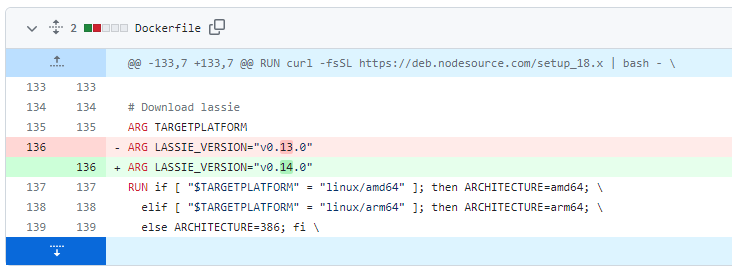 2 Dockerfile
@@ -133,7 +133,7 @@ RUN curl -fsSL https://deb.nodesource.com/setup_18.x | bash - \
133 133
134 134 # Download lassie
135 135 ARG TARGETPLATFORM
136 - ARG LASSIE_VERSION="v0.13.0"
136 + ARG LASSIE_VERSION="v0.14.0"
137 137 RUN if [ "$TARGETPLATFORM" = "linux/amd64" ]; then ARCHITECTURE=amd64; \
138 138 elif [ "$TARGETPLATFORM" = "linux/arm64" ]; then ARCHITECTURE=arm64; \
139 139 else ARCHITECTURE=386; fi \